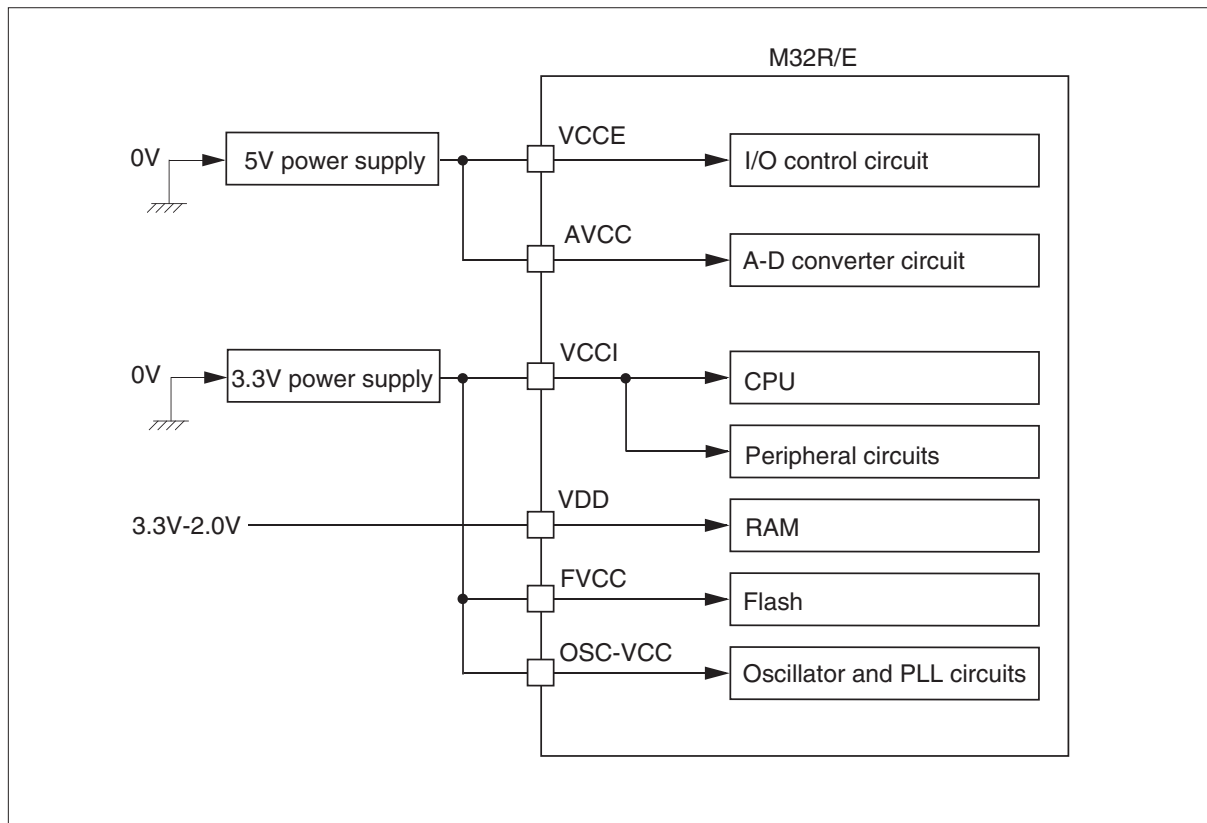 M32R/E
VCCE
0V
5V power supply
I/O control circuit
AVCC
A-D converter circuit
VCCI
0V
3.3V power supply
CPU
Peripheral circuits
VDD
3.3V-2.0V
RAM
FVCC
Flash
OSC-VCC
Oscillator and PLL circuits